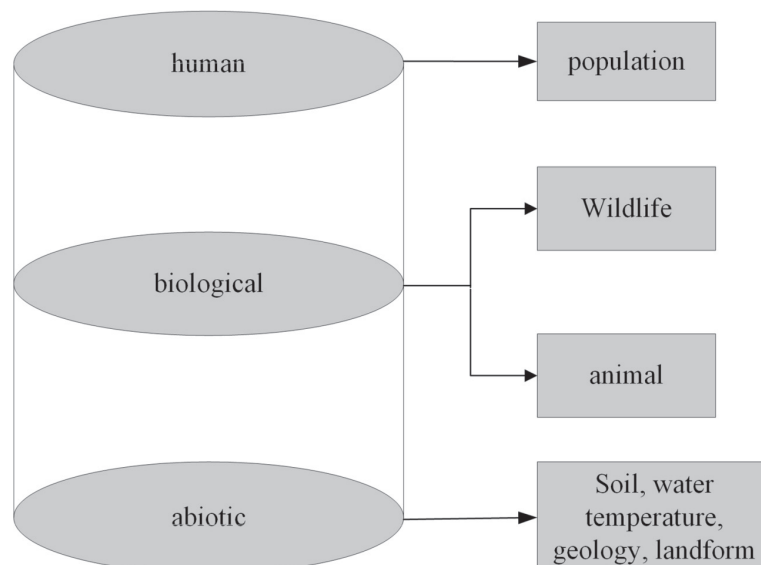 human
population
Wildlife
biological
animal
abiotic
Soil, water
temperature,
geology, landform